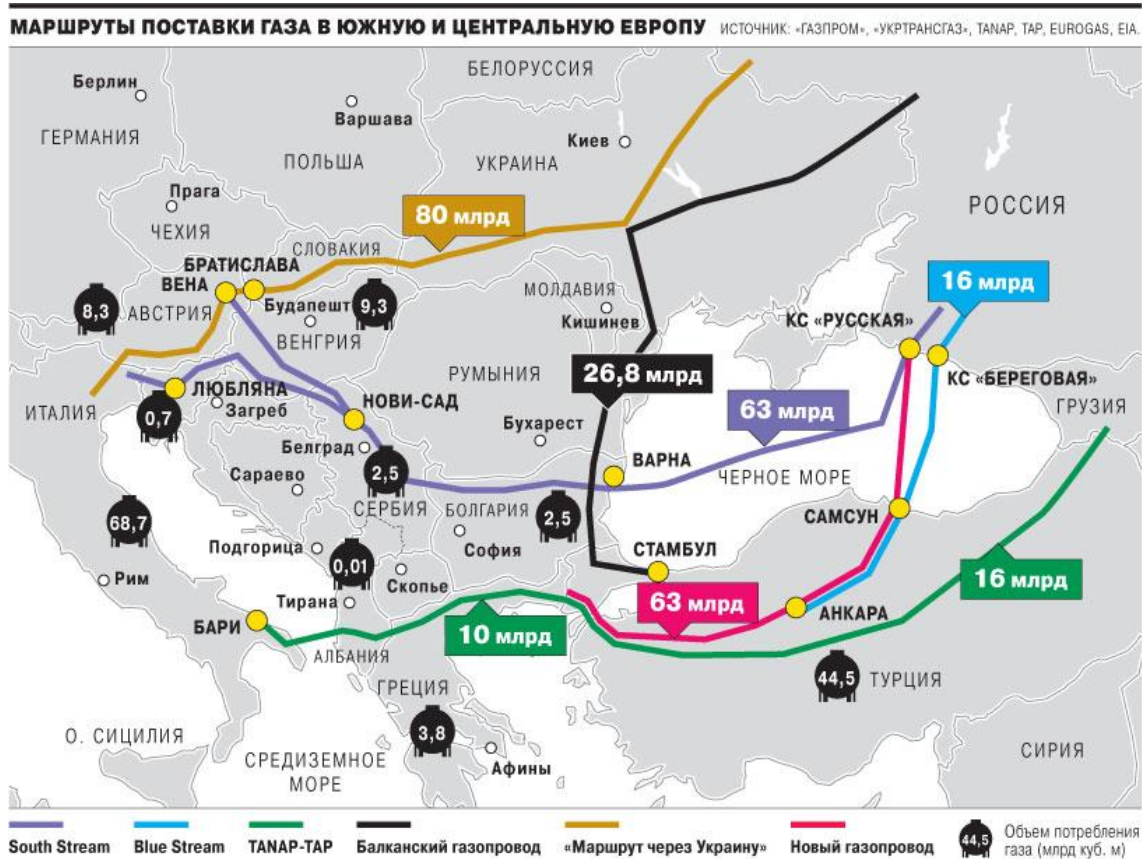 МАРШРУТЫ ПОСТАВКИ ГАЗА В ЮЖНУЮ И ЦЕНТРАЛЬНУЮ ЕВРОПУ ИСТОЧНИК: «ГАЗПРОМ», «УКРТРАНСГАЗ», TANAP, TAP, EUROGAS, EIA.
БЕЛОРУССИЯ
Берлин
Варшава
ГЕРМАНИЯ
Киев
ПОЛЬША
УКРАИНА
Прага
РОССИЯ
80 млрд
ЧЕХИЯ
СЛОВАКИЯ
БРАТИСЛАВА
ВЕНА
16 млрд
МОЛДАВИЯ
Будапешт
9,3
8,3
АВСТРИЯ
Кишинев
КС «РУССКАЯ»
ВЕНГРИЯ
26,8 млрд
РУМЫНИЯ
КС «БЕРЕГОВАЯ»
ЛЮБЛЯНА
НОВИ-САД
63 млрд
ГРУЗИЯ
ИТАЛИЯ
0,7
Загреб
Бухарест
Белград
ВАРНА
2,5
Сараево
ЧЕРНОЕ МОРЕ
СЕРБИЯ
БОЛГАРИЯ
2,5
САМСУН
68,7
София
Подгорица
СТАМБУЛ
0,01
Скопье
Рим
16 млрд
Тирана
63 млрд
АНКАРА
БАРИ
10 млрд
АЛБАНИЯ
44,5
ТУРЦИЯ
ГРЕЦИЯ
3,8
О. СИЦИЛИЯ
СРЕДИЗЕМНОЕ
МОРЕ
Афины
СИРИЯ
South Stream
Blue Stream
TANAP-TAP
Балканский газопровод
«Маршрут через Украину»
Новый газопровод
44,5
Объем потребления
газа (млрд куб. м)